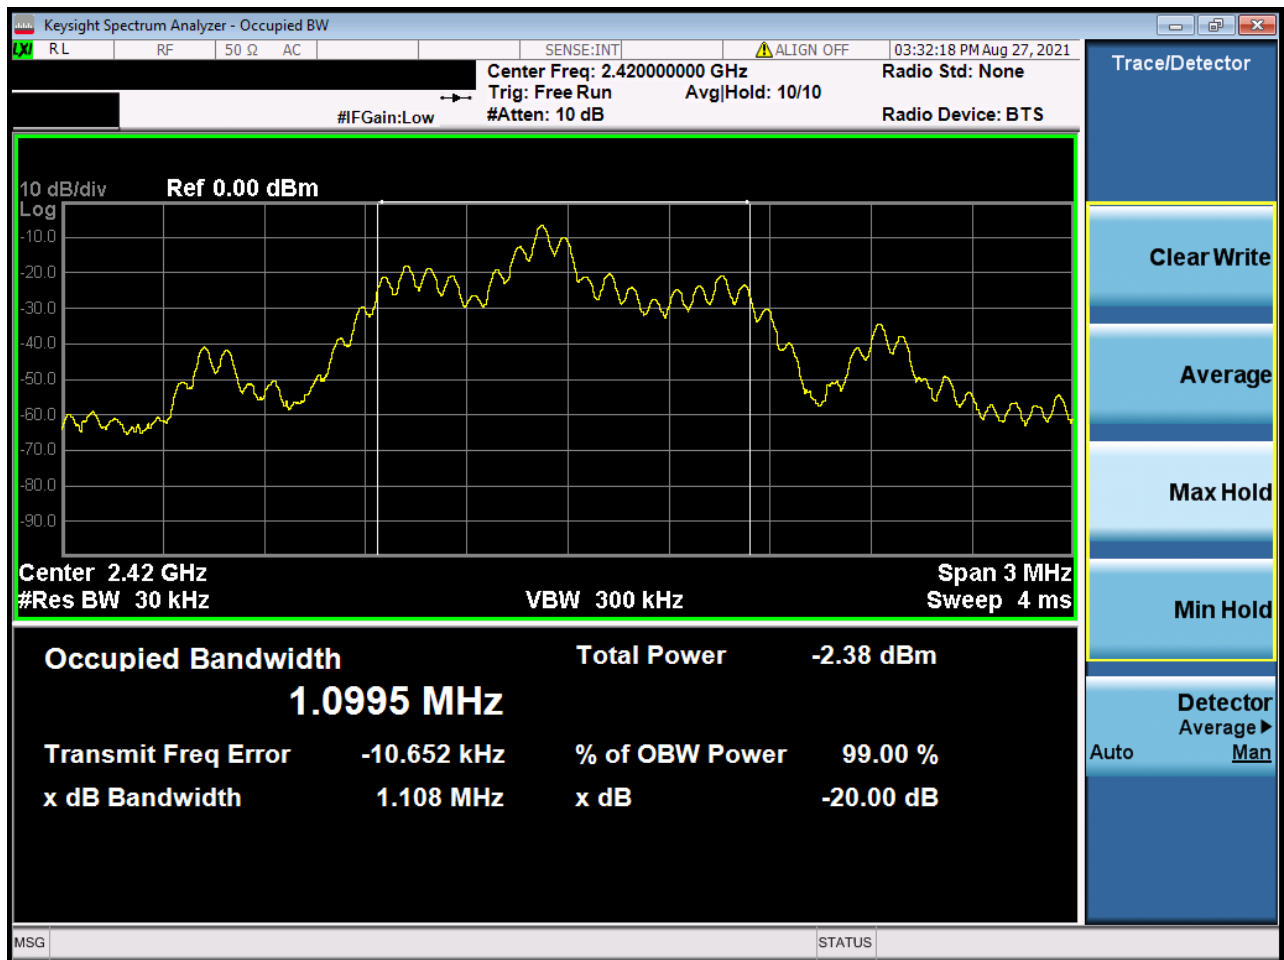 Keysight Spectrum Analyzer - Occupied BW
LXI RL RF 50 Ω AC SENSE:INT ALIGN OFF 03:32:18 PM Aug 27, 2021
Center Freq: 2.420000000 GHz Radio Std: None
Trig: Free Run Avg|Hold: 10/10
#IFGain:Low #Atten: 10 dB Radio Device: BTS
10 dB/div Ref 0.00 dBm
Log
-10.0
-20.0
-30.0
-40.0
-50.0
-60.0
-70.0
-80.0
-90.0
Center 2.42 GHz Span 3 MHz
#Res BW 30 kHz VBW 300 kHz Sweep 4 ms
Occupied Bandwidth Total Power -2.38 dBm
1.0995 MHz
Transmit Freq Error -10.652 kHz % of OBW Power 99.00 %
x dB Bandwidth 1.108 MHz x dB -20.00 dB
MSG STATUS
Trace/Detector
Clear Write
Average
Max Hold
Min Hold
Detector
Average▶
Auto Man